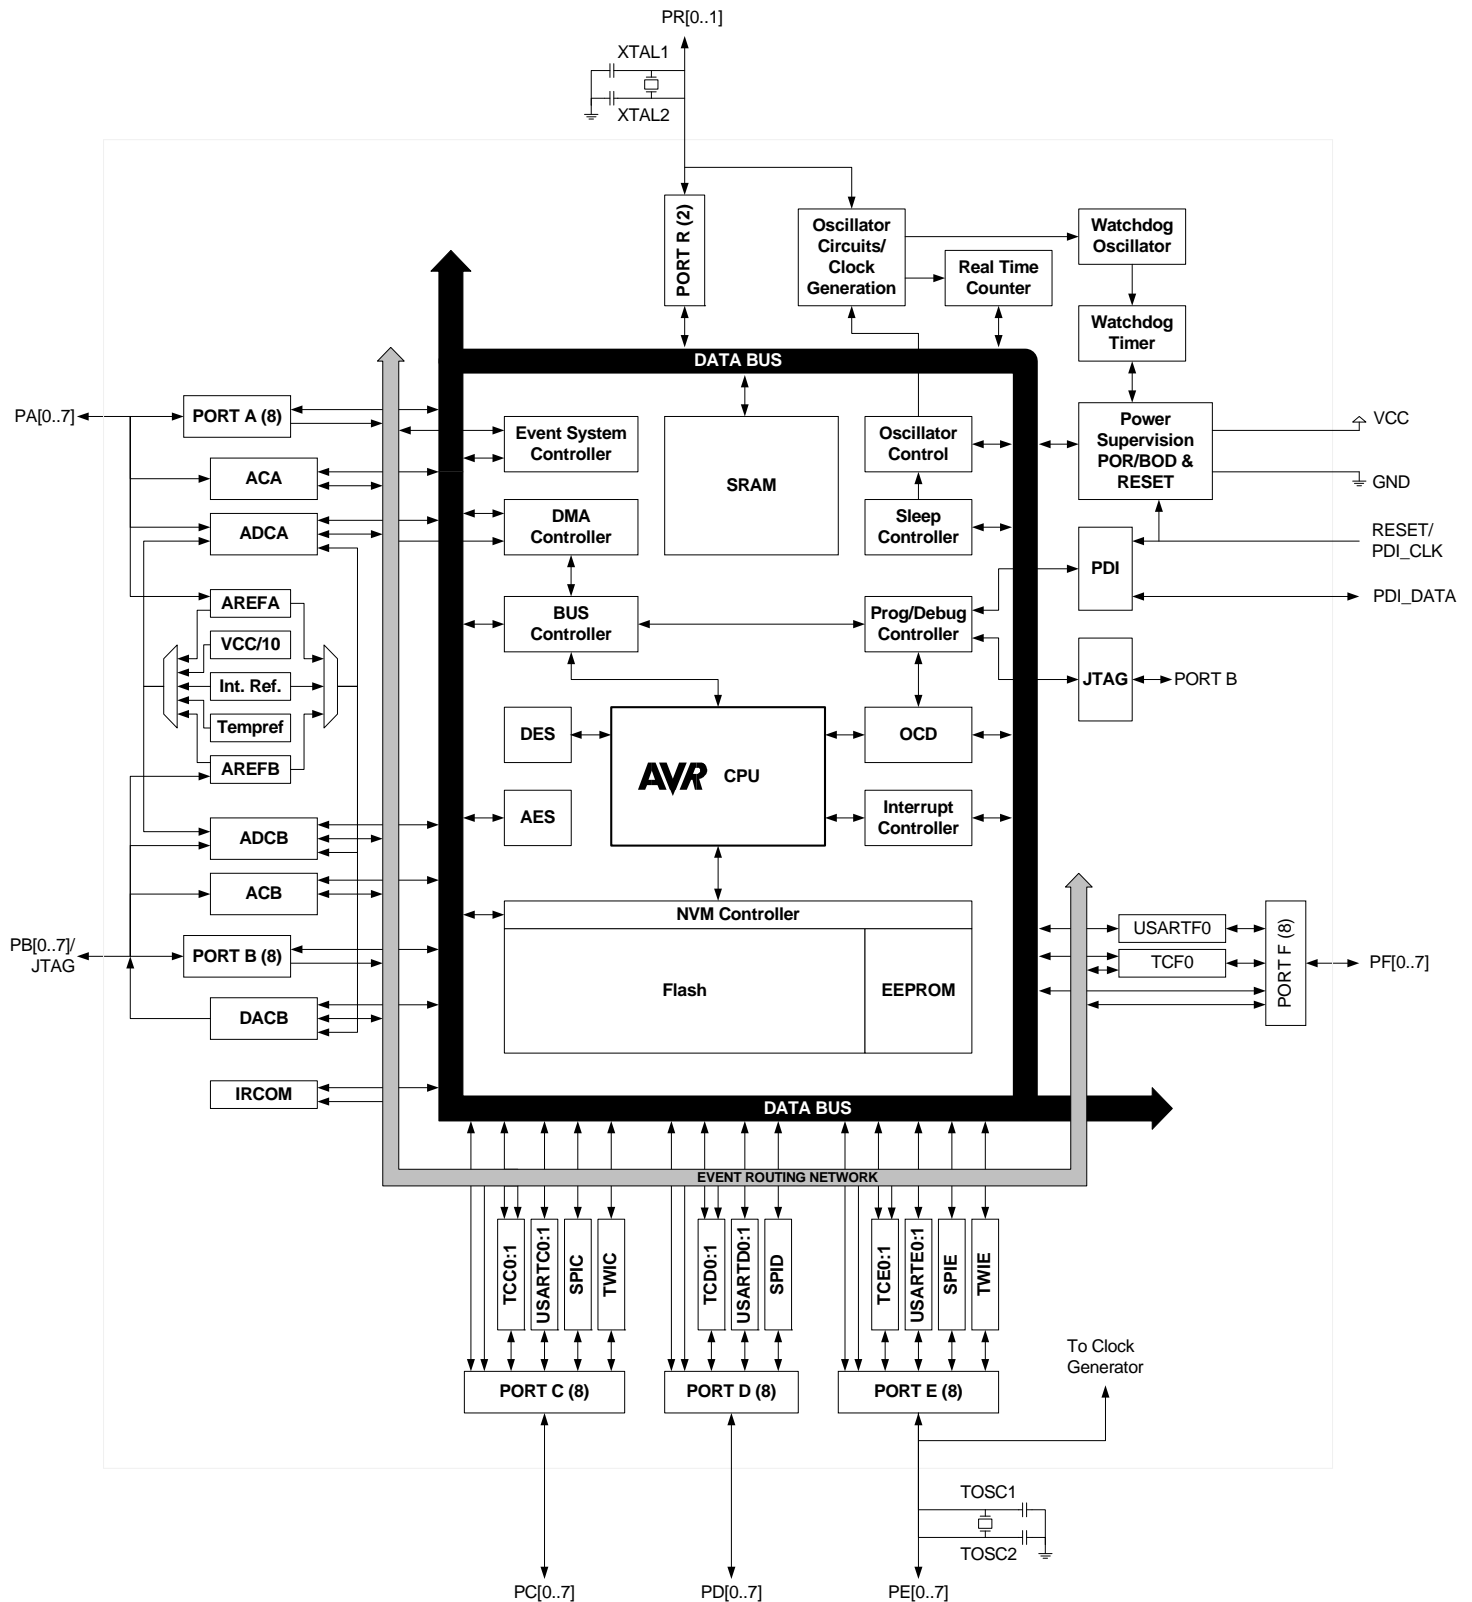 PR[0..1]
XTAL1
XTAL2
PORT R (2)
Oscillator
Circuits/
Clock
Generation
Watchdog
Oscillator
Real Time
Counter
Watchdog
Timer
DATA BUS
PA[0..7]
PORT A (8)
Event System
Controller
Oscillator
Control
Power
Supervision
POR/BOD &
RESET
VCC
GND
ACA
SRAM
ADCA
DMA
Controller
Sleep
Controller
RESET/
PDI_CLK
PDI
PDI_DATA
AREFA
BUS
Controller
Prog/Debug
Controller
VCC/10
Int. Ref.
JTAG
PORT B
Tempref
DES
OCD
AREFB
AVR CPU
AES
Interrupt
Controller
ADCB
ACB
NVM Controller
USARTF0
PORT F (8)
PB[0..7]/
JTAG
PORT B (8)
TCF0
PF[0..7]
Flash
EEPROM
DACB
IRCOM
DATA BUS
EVENT ROUTING NETWORK
TCC0:1
USARTC0:1
SPIC
TWIC
TCD0:1
USARTD0:1
SPID
TCE0:1
USARTE0:1
SPIE
TWIE
To Clock
Generator
PORT C (8)
PORT D (8)
PORT E (8)
TOSC1
TOSC2
PC[0..7]
PD[0..7]
PE[0..7]